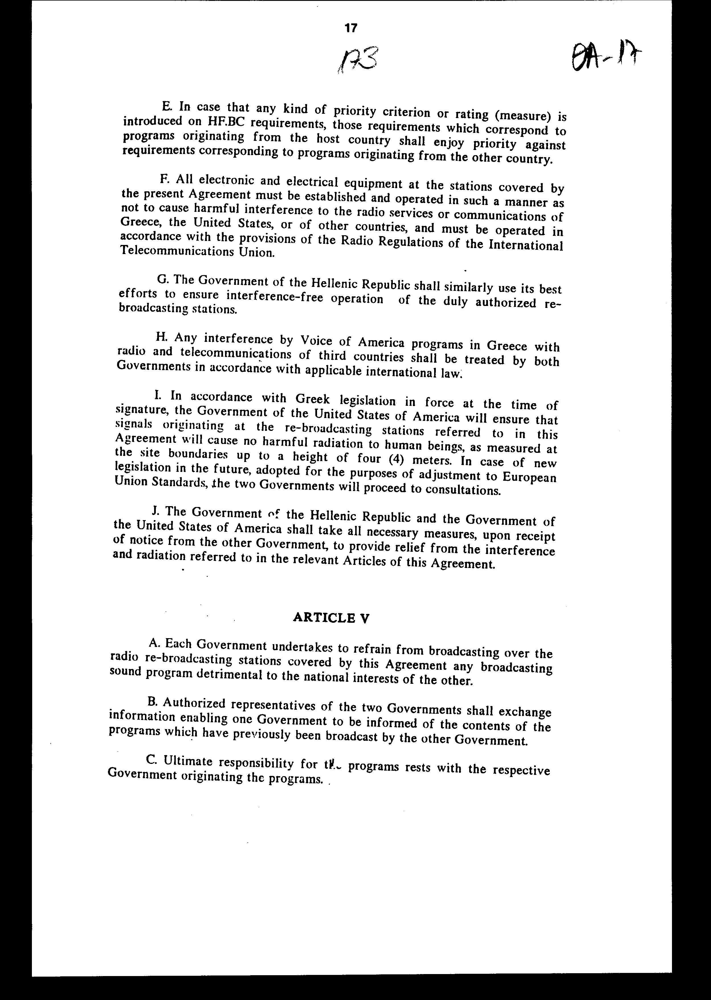 17
173
OA-17
E. In case that any kind of priority criterion or rating (measure) is
introduced on HF.BC requirements, those requirements which correspond to
programs originating from the host country shall enjoy priority against
requirements corresponding to programs originating from the other country.
F. All electronic and electrical equipment at the stations covered by
the present Agreement must be established and operated in such a manner as
not to cause harmful interference to the radio services or communications of
Greece, the United States, or of other countries, and must be operated in
accordance with the provisions of the Radio Regulations of the International
Telecommunications Union.
G. The Government of the Hellenic Republic shall similarly use its best
efforts to ensure interference-free operation of the duly authorized re-
broadcasting stations.
H. Any interference by Voice of America programs in Greece with
radio and telecommunications of third countries shall be treated by both
Governments in accordance with applicable international law.
I. In accordance with Greek legislation in force at the time of
signature, the Government of the United States of America will ensure that
signals originating at the re-broadcasting stations referred to in this
Agreement will cause no harmful radiation to human beings, as measured at
the site boundaries up to a height of four (4) meters. In case of new
legislation in the future, adopted for the purposes of adjustment to European
Union Standards, the two Governments will proceed to consultations.
J. The Government of the Hellenic Republic and the Government of
the United States of America shall take all necessary measures, upon receipt
of notice from the other Government, to provide relief from the interference
and radiation referred to in the relevant Articles of this Agreement.
ARTICLE V
A. Each Government undertakes to refrain from broadcasting over the
radio re-broadcasting stations covered by this Agreement any broadcasting
sound program detrimental to the national interests of the other.
B. Authorized representatives of the two Governments shall exchange
information enabling one Government to be informed of the contents of the
programs which have previously been broadcast by the other Government.
C. Ultimate responsibility for the programs rests with the respective
Government originating the programs.